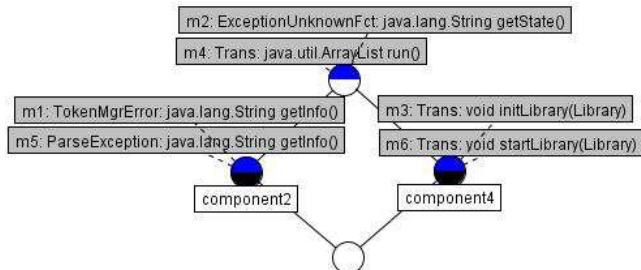 m2: ExceptionUnknownFct: java.lang.String getState()
m4: Trans: java.util.ArrayList run()
m1: TokenMgrError: java.lang.String getInfo()
m3: Trans: void initLibrary(Library)
m5: ParseException: java.lang.String getInfo()
m6: Trans: void startLibrary(Library)
component2
component4